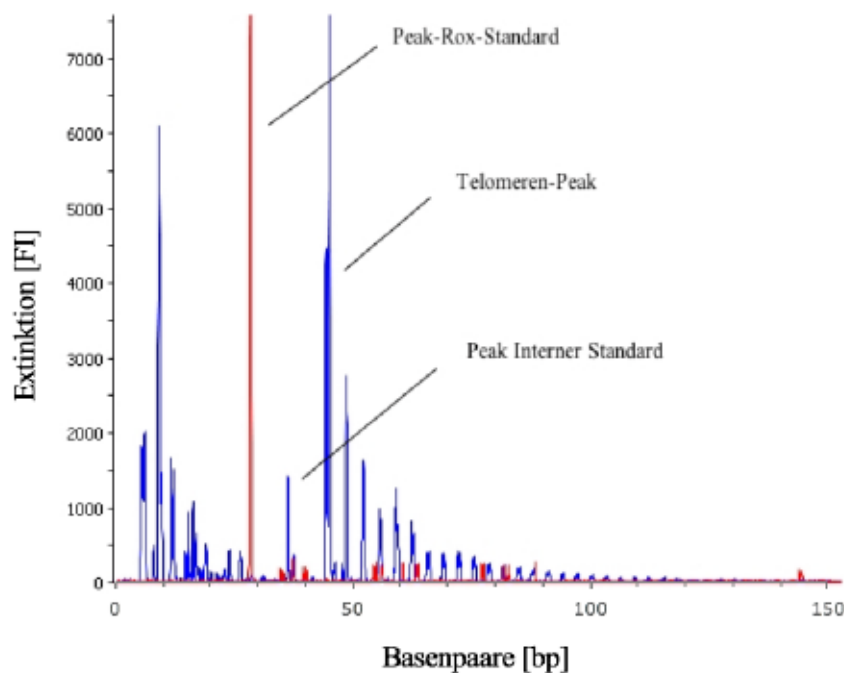 Peak-Rox-Standard
Telomeren-Peak
Peak Interner Standard
Extinktion [FI]
7000
6000
5000
4000
3000
2000
1000
0
0 50 100 150
Basenpaare [bp]